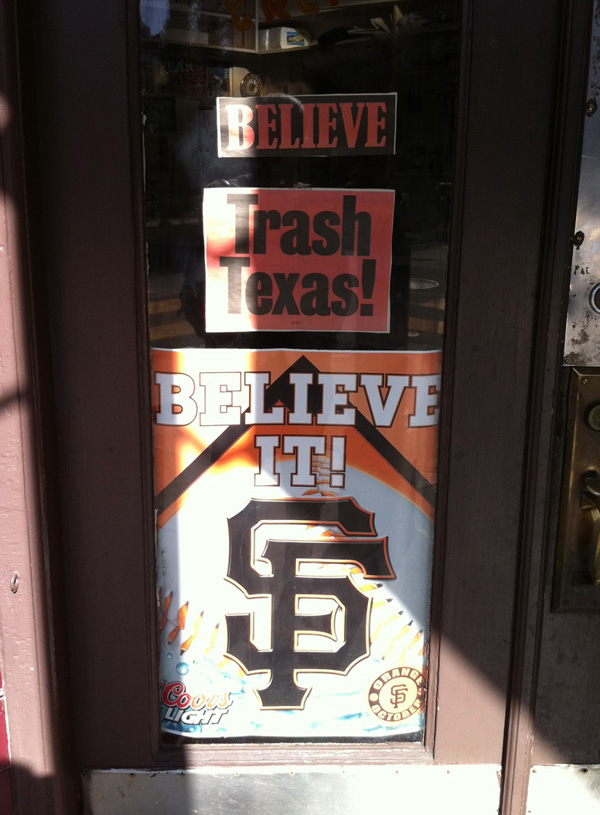 BELIEVE
Trash
Texas!
BELIEVE
IT!
SF
Coors
LIGHT
ORANGE
SF
OCTOBER